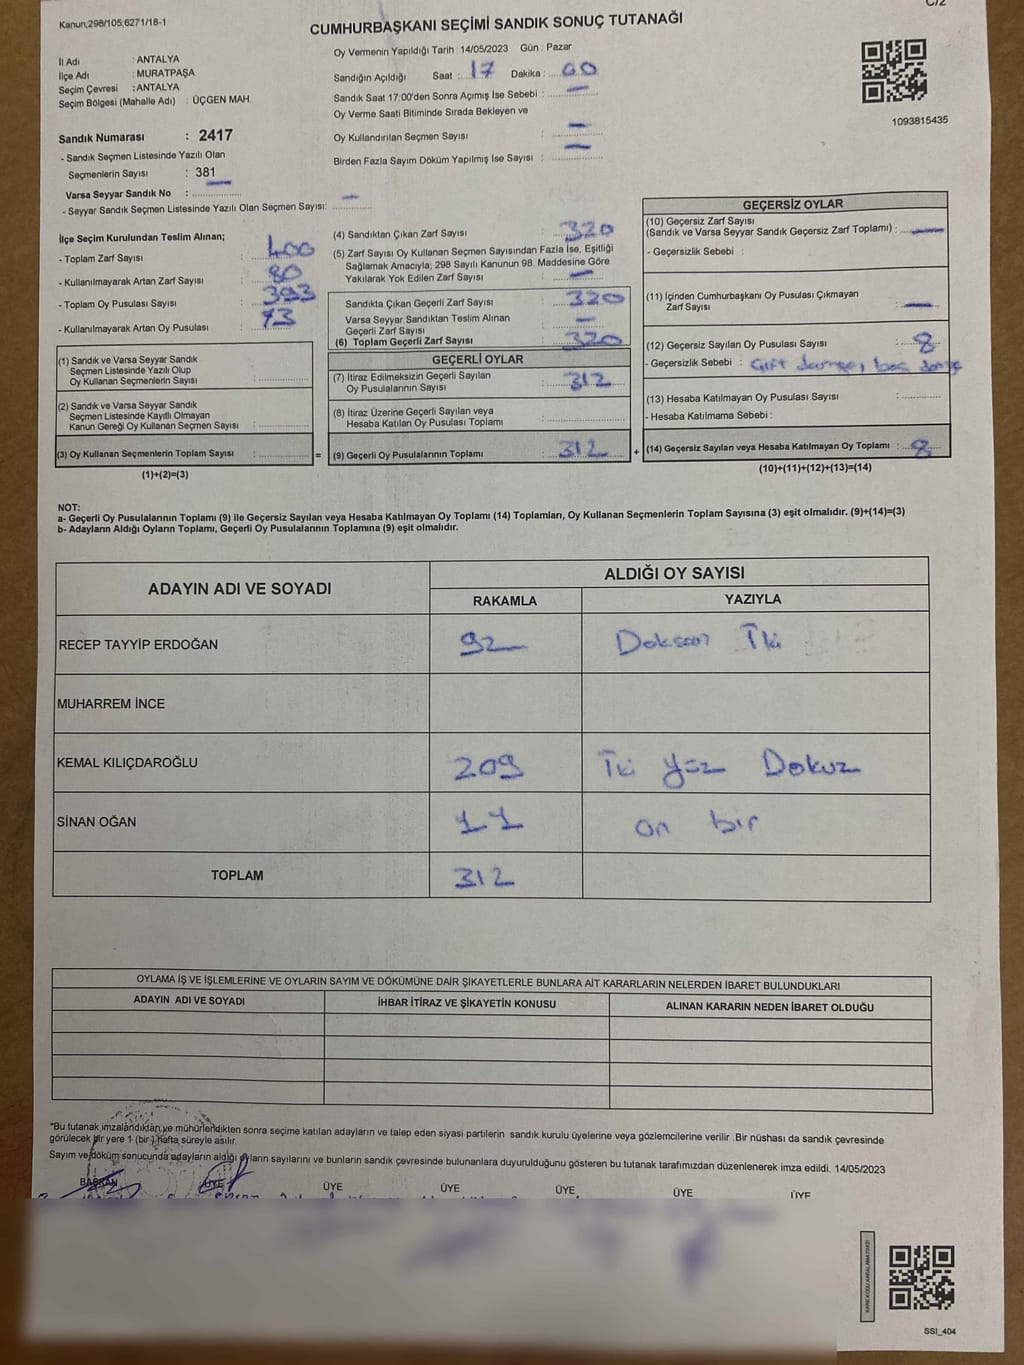 C/2
Kanun;298/105;6271/18-1
CUMHURBAŞKANI SEÇİMİ SANDIK SONUÇ TUTANAĞI
İl Adı : ANTALYA
İlçe Adı : MURATPAŞA
Seçim Çevresi : ANTALYA
Seçim Bölgesi (Mahalle Adı) : ÜÇGEN MAH.
Sandık Numarası : 2417
- Sandık Seçmen Listesinde Yazılı Olan
Seçmenlerin Sayısı : 381
Varsa Seyyar Sandık No : —
- Seyyar Sandık Seçmen Listesinde Yazılı Olan Seçmen Sayısı: —
Oy Vermenin Yapıldığı Tarih : 14/05/2023 Gün : Pazar
Sandığın Açıldığı Saat : 17 Dakika : 00
Sandık Saat 17:00'den Sonra Açımış İse Sebebi : —
Oy Verme Saati Bitiminde Sırada Bekleyen ve
Oy Kullandırılan Seçmen Sayısı : —
Birden Fazla Sayım Döküm Yapılmış İse Sayısı : —
1093815435
İlçe Seçim Kurulundan Teslim Alınan;
- Toplam Zarf Sayısı : 400
- Kullanılmayarak Artan Zarf Sayısı : 80
- Toplam Oy Pusulası Sayısı : 393
- Kullanılmayarak Artan Oy Pusulası : 73
(1) Sandık ve Varsa Seyyar Sandık
Seçmen Listesinde Yazılı Olup
Oy Kullanan Seçmenlerin Sayısı :
(2) Sandık ve Varsa Seyyar Sandık
Seçmen Listesinde Kayıtlı Olmayan
Kanun Gereği Oy Kullanan Seçmen Sayısı :
(3) Oy Kullanan Seçmenlerin Toplam Sayısı : =
(1)+(2)=(3)
(4) Sandıktan Çıkan Zarf Sayısı : 320
(5) Zarf Sayısı Oy Kullanan Seçmen Sayısından Fazla İse, Eşitliği
Sağlamak Amacıyla; 298 Sayılı Kanunun 98. Maddesine Göre
Yakılarak Yok Edilen Zarf Sayısı : —
Sandıkta Çıkan Geçerli Zarf Sayısı : 320
Varsa Seyyar Sandıktan Teslim Alınan
Geçerli Zarf Sayısı : —
(6) Toplam Geçerli Zarf Sayısı : 320
GEÇERLİ OYLAR
(7) İtiraz Edilmeksizin Geçerli Sayılan
Oy Pusulalarının Sayısı : 312
(8) İtiraz Üzerine Geçerli Sayılan veya
Hesaba Katılan Oy Pusulası Toplamı :
(9) Geçerli Oy Pusulalarının Toplamı : 312 +
GEÇERSİZ OYLAR
(10) Geçersiz Zarf Sayısı
(Sandık ve Varsa Seyyar Sandık Geçersiz Zarf Toplamı) : —
- Geçersizlik Sebebi :
(11) İçinden Cumhurbaşkanı Oy Pusulası Çıkmayan
Zarf Sayısı : —
(12) Geçersiz Sayılan Oy Pusulası Sayısı : 8
- Geçersizlik Sebebi :
(13) Hesaba Katılmayan Oy Pusulası Sayısı :
- Hesaba Katılmama Sebebi :
(14) Geçersiz Sayılan veya Hesaba Katılmayan Oy Toplamı : 8
(10)+(11)+(12)+(13)=(14)
NOT:
a- Geçerli Oy Pusulalarının Toplamı (9) ile Geçersiz Sayılan veya Hesaba Katılmayan Oy Toplamı (14) Toplamları, Oy Kullanan Seçmenlerin Toplam Sayısına (3) eşit olmalıdır. (9)+(14)=(3)
b- Adayların Aldığı Oyların Toplamı, Geçerli Oy Pusulalarının Toplamına (9) eşit olmalıdır.
ADAYIN ADI VE SOYADI ALDIĞI OY SAYISI
RAKAMLA YAZIYLA
RECEP TAYYİP ERDOĞAN 92 Doksan İki
MUHARREM İNCE
KEMAL KILIÇDAROĞLU 209 İki yüz Dokuz
SİNAN OĞAN 11 on bir
TOPLAM 312
OYLAMA İŞ VE İŞLEMLERİNE VE OYLARIN SAYIM VE DÖKÜMÜNE DAİR ŞİKAYETLERLE BUNLARA AİT KARARLARIN NELERDEN İBARET BULUNDUKLARI
ADAYIN ADI VE SOYADI İHBAR İTİRAZ VE ŞİKAYETİN KONUSU ALINAN KARARIN NEDEN İBARET OLDUĞU
"Bu tutanak imzalandıktan ve mühürlendikten sonra seçime katılan adayların ve talep eden siyasi partilerin sandık kurulu üyelerine veya gözlemcilerine verilir .Bir nüshası da sandık çevresinde
görülecek bir yere 1 (bir ) hafta süreyle asılır.
Sayım ve döküm sonucunda adayların aldığı oyların sayılarını ve bunların sandık çevresinde bulunanlara duyurulduğunu gösteren bu tutanak tarafımızdan düzenlenerek imza edildi. 14/05/2023
BAŞKAN ÜYE ÜYE ÜYE ÜYE ÜYE ÜYE
SSI_404